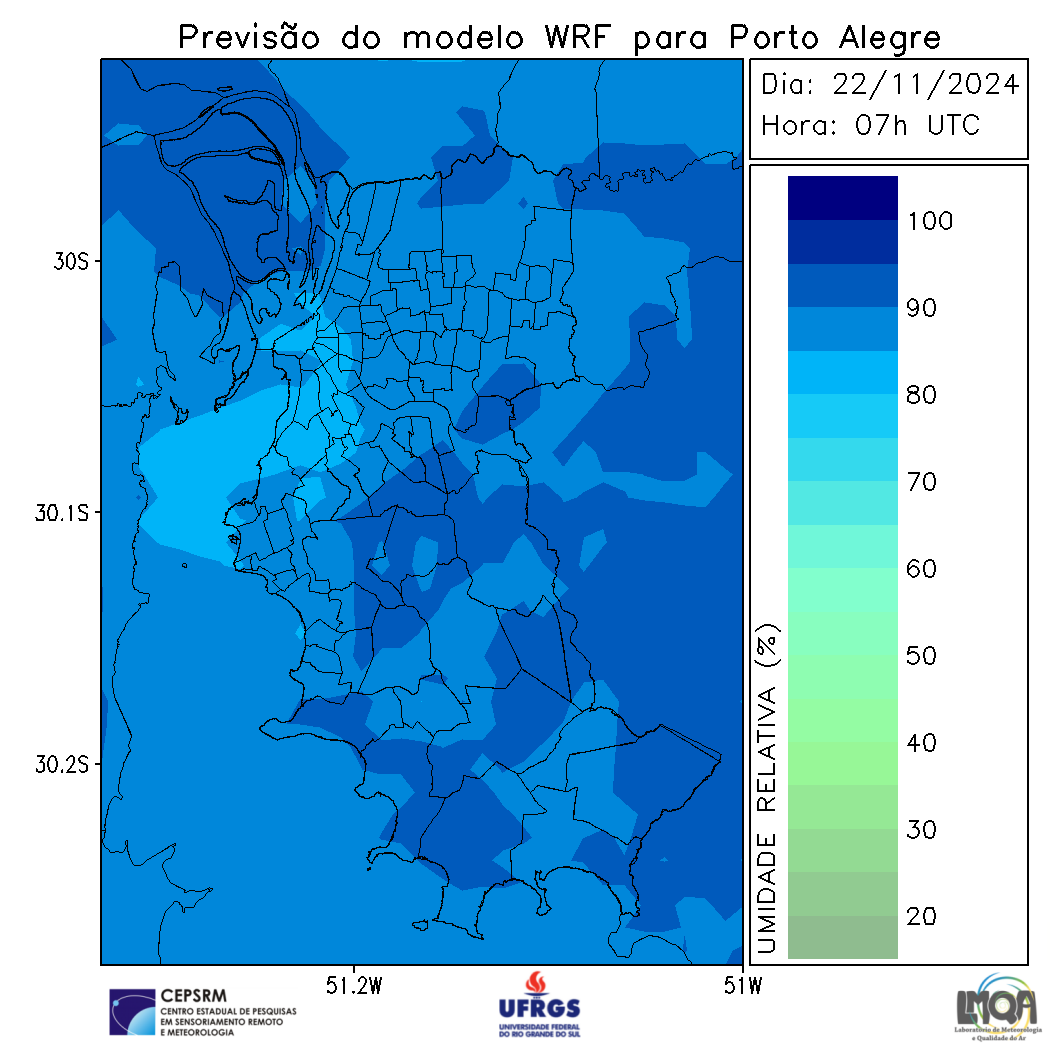 Previsão do modelo WRF para Porto Alegre
Dia: 22/11/2024
Hora: 07h UTC
100
90
80
70
60
50
40
30
20
UMIDADE RELATIVA (%)
30S
30.1S
30.2S
51.2W
51W
CEPSRM
CENTRO ESTADUAL DE PESQUISAS
EM SENSORIAMENTO REMOTO
E METEOROLOGIA
UFRGS
UNIVERSIDADE FEDERAL
DO RIO GRANDE DO SUL
LMQA
Laboratório de Meteorologia
e Qualidade do Ar